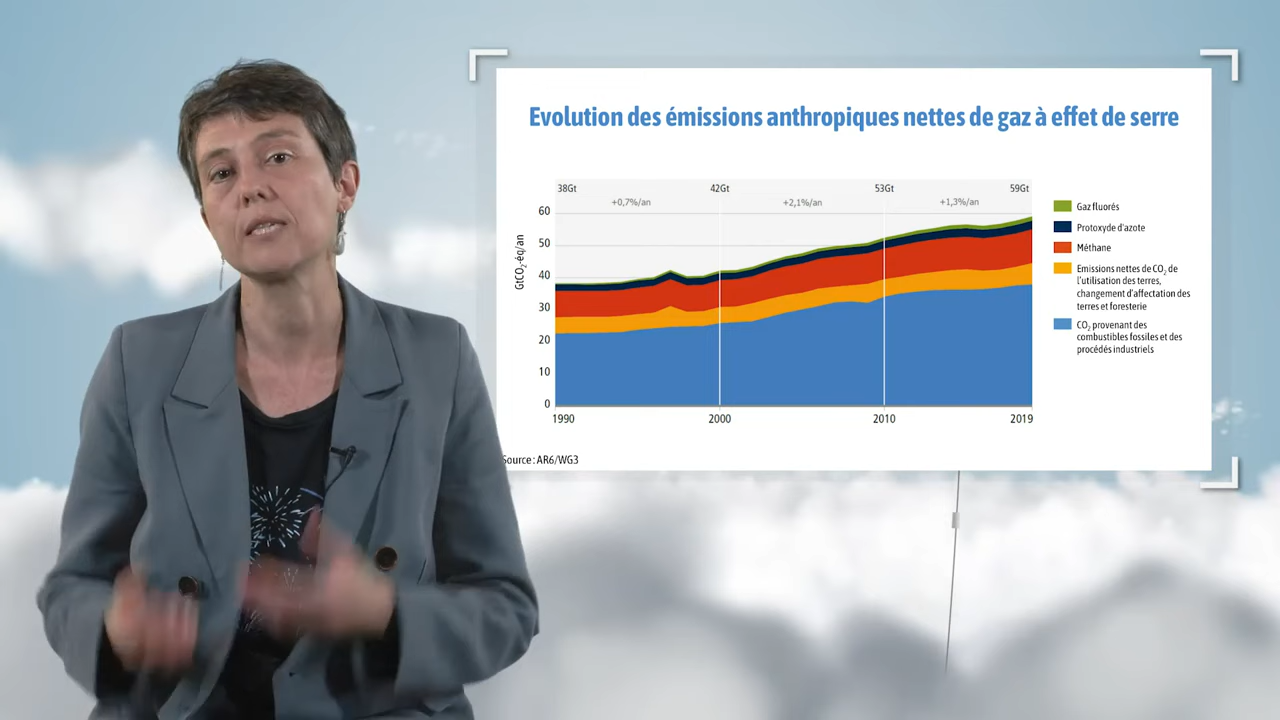 Evolution des émissions anthropiques nettes de gaz à effet de serre
38Gt 42Gt 53Gt 59Gt
+0,7%/an +2,1%/an +1,3%/an
GtCO₂-éq/an
60
50
40
30
20
10
0
1990 2000 2010 2019
Gaz fluorés
Protoxyde d'azote
Méthane
Emissions nettes de CO₂ de
l'utilisation des terres,
changement d'affectation des
terres et foresterie
CO₂ provenant des
combustibles fossiles et des
procédés industriels
Source : AR6/WG3